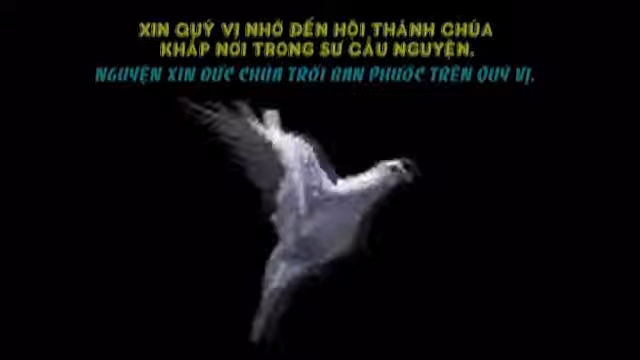 XIN QUÝ VỊ NHỚ ĐẾN HỘI THÁNH CHÚA
KHẮP NƠI TRONG SỰ CẦU NGUYỆN.
NGUYỆN XIN ĐỨC CHÚA TRỜI BAN PHƯỚC TRÊN QUÝ VỊ.